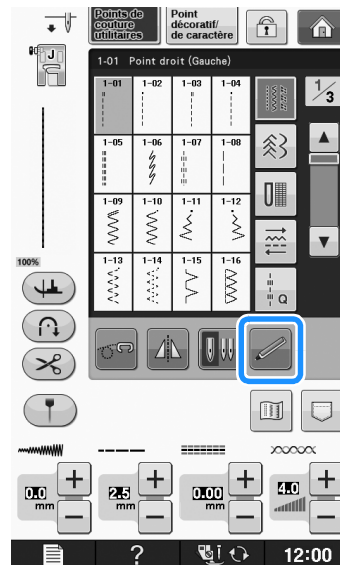 Points de
couture
utilitaires
Point
décoratif/
de caractère
J
1-01 Point droit (Gauche)
1-01 1-02 1-03 1-04
1/3
1-05 1-06 1-07 1-08
1-09 1-10 1-11 1-12
1-13 1-14 1-15 1-16
Q
100%
0.0 mm
2.5 mm
0.00 mm
4.0
? 12:00